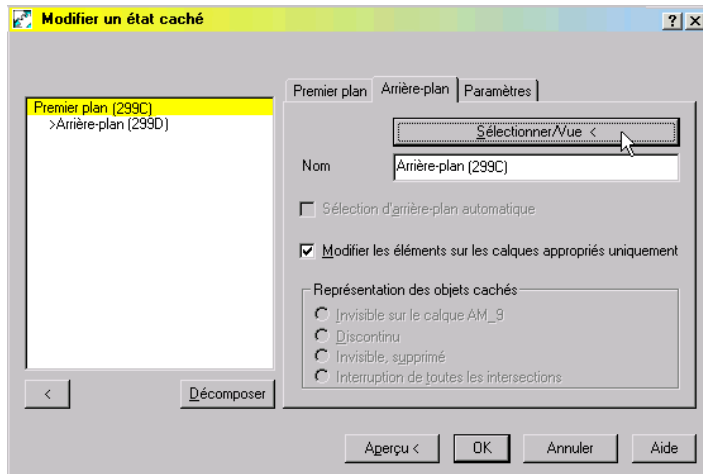 Modifier un état caché
Premier plan (299C)
>Arrière-plan (299D)
Premier plan
Arrière-plan
Paramètres
Sélectionner/Vue <
Nom
Arrière-plan (299C)
Sélection d'arrière-plan automatique
Modifier les éléments sur les calques appropriés uniquement
Représentation des objets cachés
Invisible sur le calque AM_9
Discontinu
Invisible, supprimé
Interruption de toutes les intersections
<
Décomposer
Aperçu <
OK
Annuler
Aide